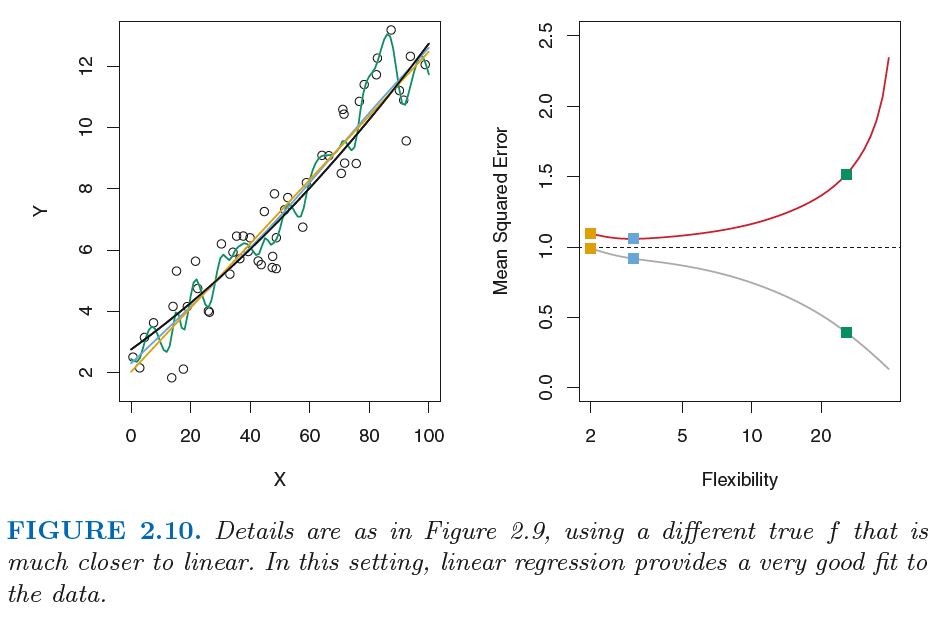 12
10
8
6
4
2
Y
0 20 40 60 80 100
X
2.5
2.0
1.5
1.0
0.5
0.0
Mean Squared Error
2 5 10 20
Flexibility
FIGURE 2.10. Details are as in Figure 2.9, using a different true f that is
much closer to linear. In this setting, linear regression provides a very good fit to
the data.